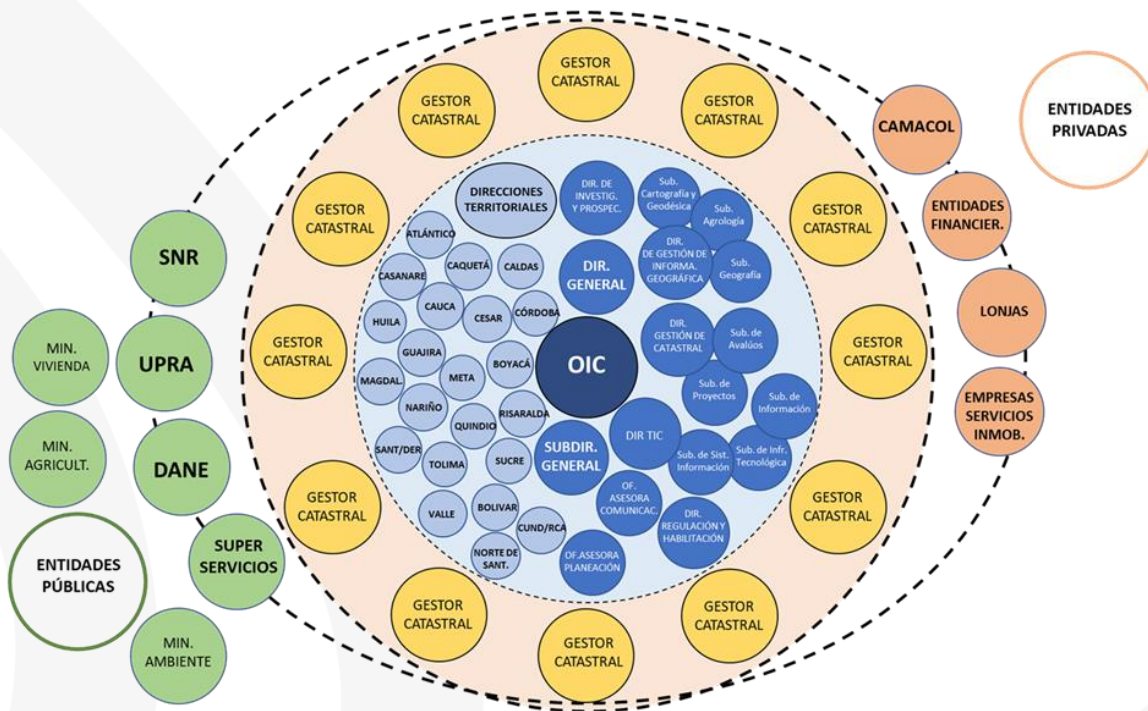 GESTOR
CATASTRAL
GESTOR
CATASTRAL
GESTOR
CATASTRAL
GESTOR
CATASTRAL
GESTOR
CATASTRAL
GESTOR
CATASTRAL
GESTOR
CATASTRAL
GESTOR
CATASTRAL
GESTOR
CATASTRAL
GESTOR
CATASTRAL
GESTOR
CATASTRAL
GESTOR
CATASTRAL
ENTIDADES
PRIVADAS
CAMACOL
ENTIDADES
FINANCIER.
LONJAS
EMPRESAS
SERVICIOS
INMOB.
SNR
UPRA
DANE
SUPER
SERVICIOS
MIN.
VIVIENDA
MIN.
AGRICULT.
ENTIDADES
PÚBLICAS
MIN.
AMBIENTE
DIRECCIONES
TERRITORIALES
ATLÁNTICO
CASANARE
CAQUETÁ
CALDAS
HUILA
CAUCA
CESAR
CÓRDOBA
GUAJIRA
MAGDAL.
META
BOYACÁ
NARIÑO
QUINDIO
RISARALDA
SANT/DER
TOLIMA
SUCRE
VALLE
BOLIVAR
CUND/RCA
NORTE DE
SANT.
OIC
DIR.
GENERAL
SUBDIR.
GENERAL
DIR. DE
INVESTIG.
Y PROSPEC.
Sub.
Cartografía y
Geodésica
Sub.
Agrología
DIR.
DE GESTIÓN DE
INFORMA.
GEOGRÁFICA
Sub.
Geografía
DIR.
GESTIÓN DE
CATASTRAL
Sub. de
Avalúos
Sub. de
Proyectos
Sub. de
Información
DIR TIC
Sub. de Sist.
Información
Sub. de Infr.
Tecnológica
OF.
ASESORA
COMUNICAC.
DIR.
REGULACIÓN Y
HABILITACIÓN
OF.ASESORA
PLANEACIÓN